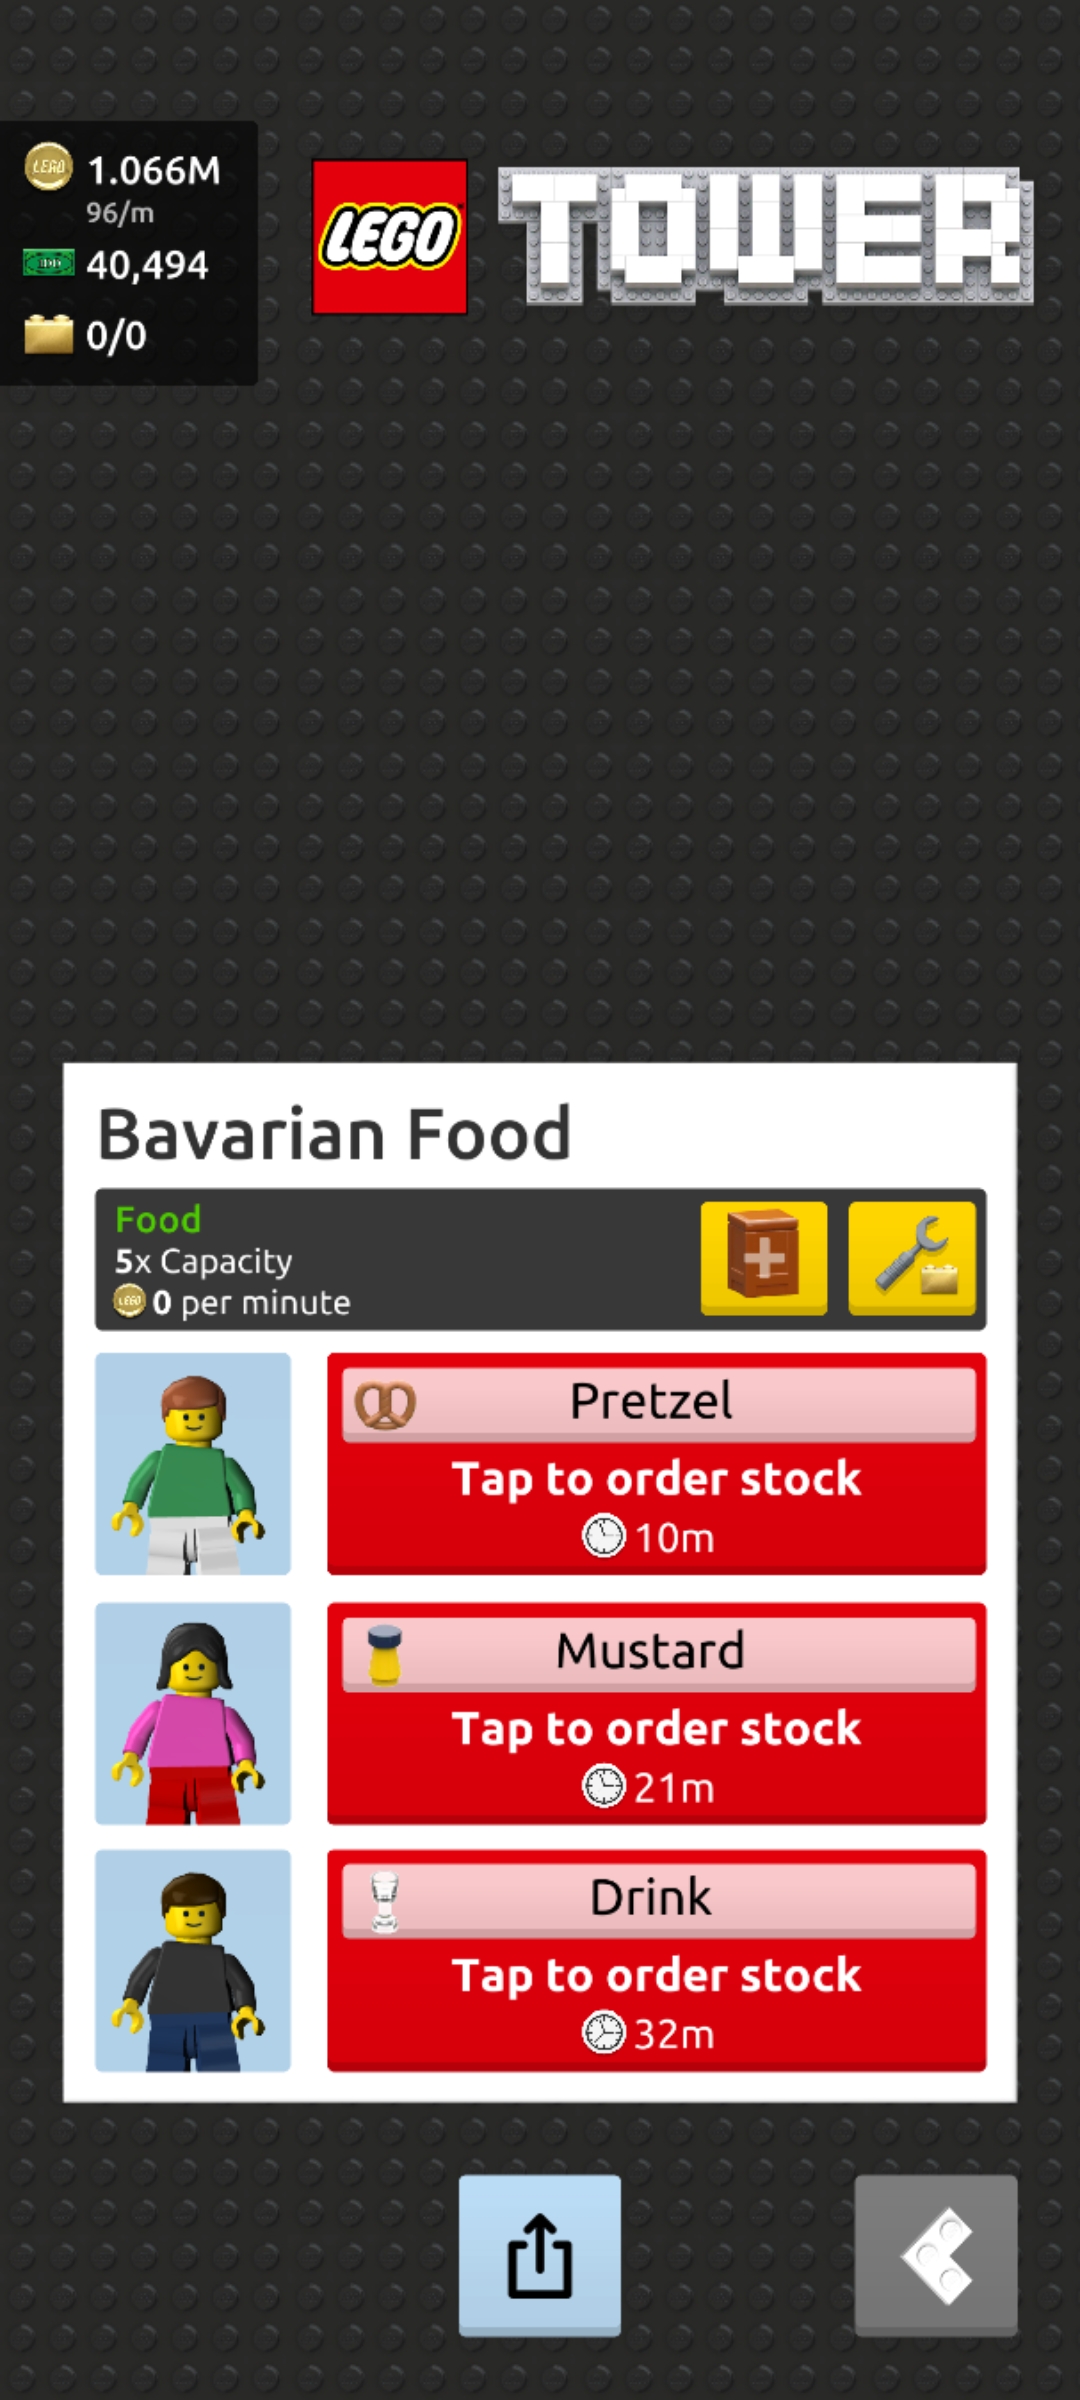 1.066M
96/m
40,494
0/0
LEGO TOWER
Bavarian Food
Food
5x Capacity
0 per minute
Pretzel
Tap to order stock
10m
Mustard
Tap to order stock
21m
Drink
Tap to order stock
32m